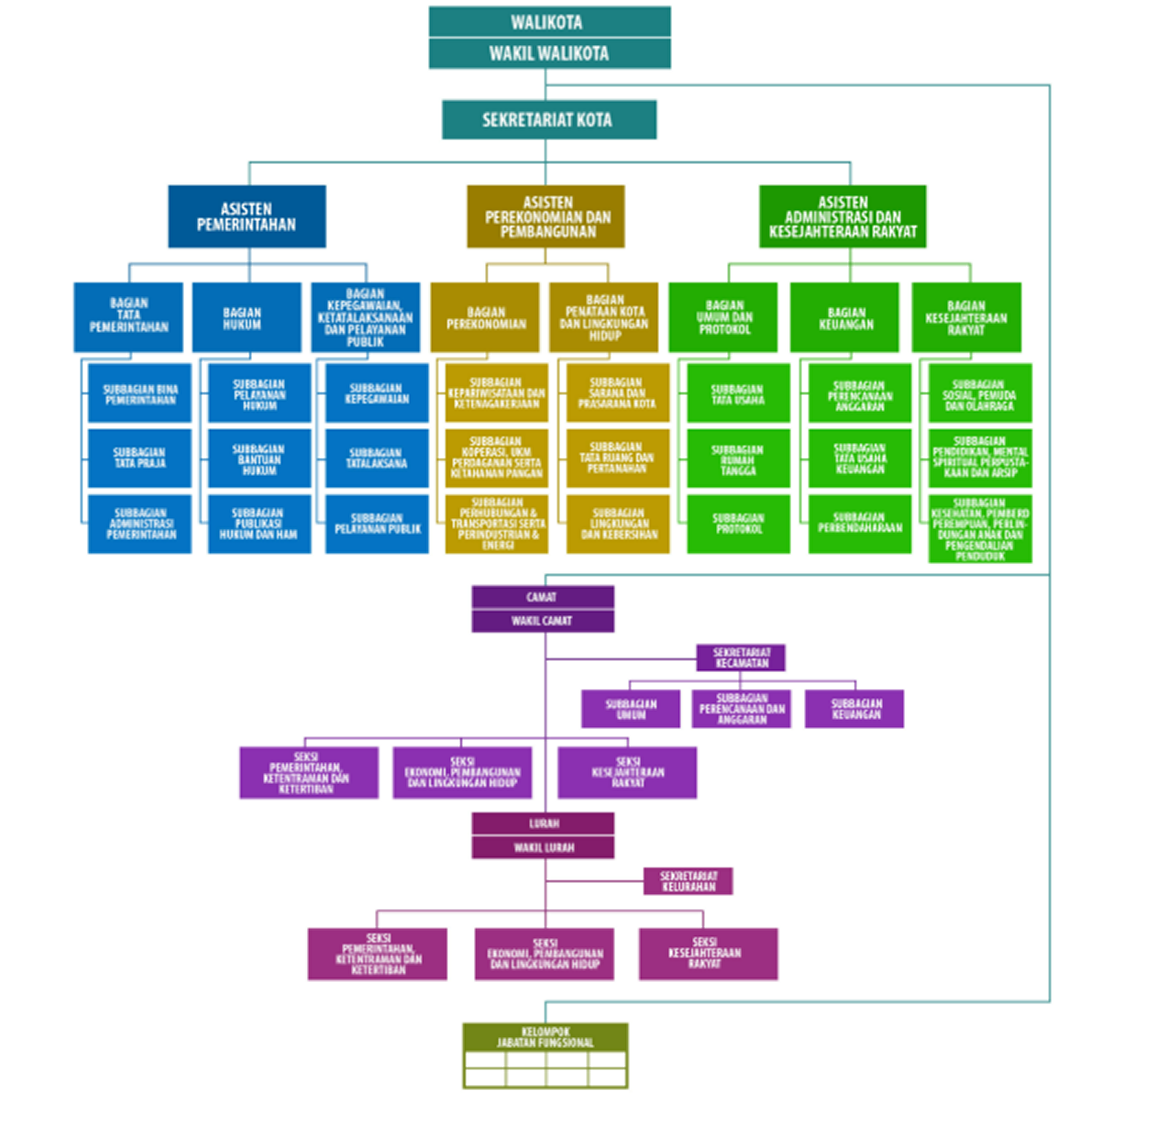 WALIKOTA
WAKIL WALIKOTA
SEKRETARIAT KOTA
ASISTEN
PEMERINTAHAN
ASISTEN
PEREKONOMIAN DAN
PEMBANGUNAN
ASISTEN
ADMINISTRASI DAN
KESEJAHTERAAN RAKYAT
BAGIAN
TATA
PEMERINTAHAN
BAGIAN
HUKUM
BAGIAN
KEPEGAWAIAN,
KETATALAKSANAAN
DAN PELAYANAN
PUBLIK
BAGIAN
PEREKONOMIAN
BAGIAN
PENATAAN KOTA
DAN LINGKUNGAN
HIDUP
BAGIAN
UMUM DAN
PROTOKOL
BAGIAN
KEUANGAN
BAGIAN
KESEJAHTERAAN
RAKYAT
SUBBAGIAN BINA
PEMERINTAHAN
SUBBAGIAN
PELAYANAN
HUKUM
SUBBAGIAN
KEPEGAWAIAN
SUBBAGIAN
KEPARIWISATAAN DAN
KETENAGAKERJAAN
SUBBAGIAN
SARANA DAN
PRASARANA KOTA
SUBBAGIAN
TATA USAHA
SUBBAGIAN
PERENCANAAN
ANGGARAN
SUBBAGIAN
SOSIAL, PEMUDA
DAN OLAHRAGA
SUBBAGIAN
TATA PRAJA
SUBBAGIAN
BANTUAN
HUKUM
SUBBAGIAN
TATALAKSANA
SUBBAGIAN
KOPERASI, UKM
PERDAGANAN SERTA
KETAHANAN PANGAN
SUBBAGIAN
TATA RUANG DAN
PERTANAHAN
SUBBAGIAN
RUMAH
TANGGA
SUBBAGIAN
TATA USAHA
KEUANGAN
SUBBAGIAN
PENDIDIKAN, MENTAL
SPIRITUAL PERPUSTA-
KAAN DAN ARSIP
SUBBAGIAN
ADMINISTRASI
PEMERINTAHAN
SUBBAGIAN
PUBLIKASI
HUKUM DAN HAM
SUBBAGIAN
PELAYANAN PUBLIK
SUBBAGIAN
PERHUBUNGAN &
TRANSPORTASI SERTA
PERINDUSTRIAN &
ENERGI
SUBBAGIAN
LINGKUNGAN
DAN KEBERSIHAN
SUBBAGIAN
PROTOKOL
SUBBAGIAN
PERBENDAHARAAN
SUBBAGIAN
KESEHATAN, PEMBERD
PEREMPUAN, PERLIN-
DUNGAN ANAK DAN
PENGENDALIAN
PENDUDUK
CAMAT
WAKIL CAMAT
SEKRETARIAT
KECAMATAN
SUBBAGIAN
UMUM
SUBBAGIAN
PERENCANAAN DAN
ANGGARAN
SUBBAGIAN
KEUANGAN
SEKSI
PEMERINTAHAN,
KETENTRAMAN DAN
KETERTIBAN
SEKSI
EKONOMI, PEMBANGUNAN
DAN LINGKUNGAN HIDUP
SEKSI
KESEJAHTERAAN
RAKYAT
LURAH
WAKIL LURAH
SEKRETARIAT
KELURAHAN
SEKSI
PEMERINTAHAN,
KETENTRAMAN DAN
KETERTIBAN
SEKSI
EKONOMI, PEMBANGUNAN
DAN LINGKUNGAN HIDUP
SEKSI
KESEJAHTERAAN
RAKYAT
KELOMPOK
JABATAN FUNGSIONAL